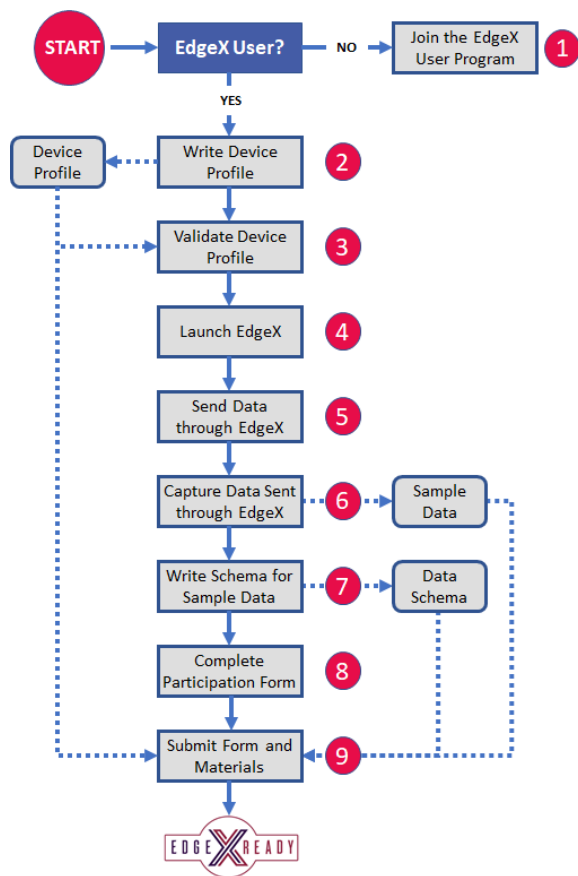 START
EdgeX User?
NO
Join the EdgeX
User Program
1
YES
Device
Profile
Write Device
Profile
2
Validate Device
Profile
3
Launch EdgeX
4
Send Data
through EdgeX
5
Capture Data Sent
through EdgeX
6
Sample
Data
Write Schema for
Sample Data
7
Data
Schema
Complete
Participation Form
8
Submit Form and
Materials
9
EDGE X READY